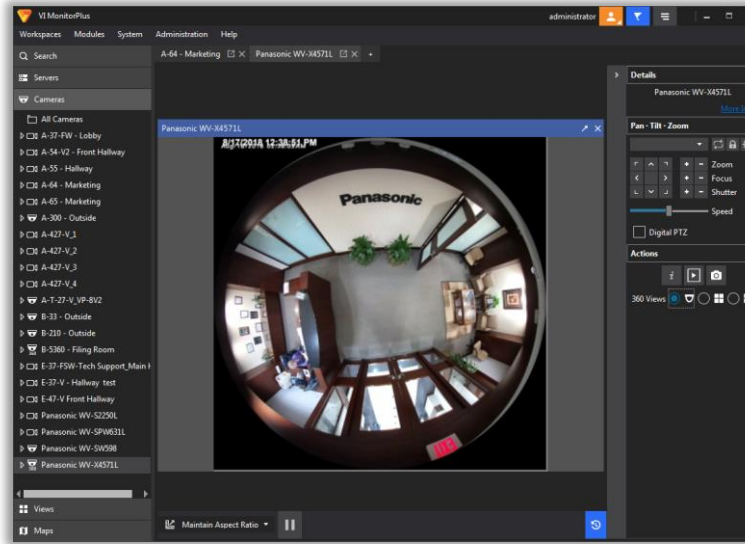 VI MonitorPlus
administrator
Workspaces Modules System Administration Help
Search
A-64 - Marketing
Panasonic WV-X4571L
+
Servers
Cameras
All Cameras
A-37-FW - Lobby
A-54-V2 - Front Hallway
A-55 - Hallway
A-64 - Marketing
A-65 - Marketing
A-300 - Outside
A-427-V_1
A-427-V_2
A-427-V_3
A-427-V_4
A-T-27-V_VP-8V2
B-33 - Outside
B-210 - Outside
B-5360 - Filing Room
E-37-FSW-Tech Support_Main
E-37-V - Hallway test
E-47-V Front Hallway
Panasonic WV-S2250L
Panasonic WV-SPW631L
Panasonic WV-SW598
Panasonic WV-X4571L
Views
Maps
Panasonic WV-X4571L
8/17/2018 12:38:51 PM
Panasonic
EXIT
Maintain Aspect Ratio
Details
Panasonic WV-X4571L
More
Pan - Tilt - Zoom
Zoom
Focus
Shutter
Speed
Digital PTZ
Actions
360 Views